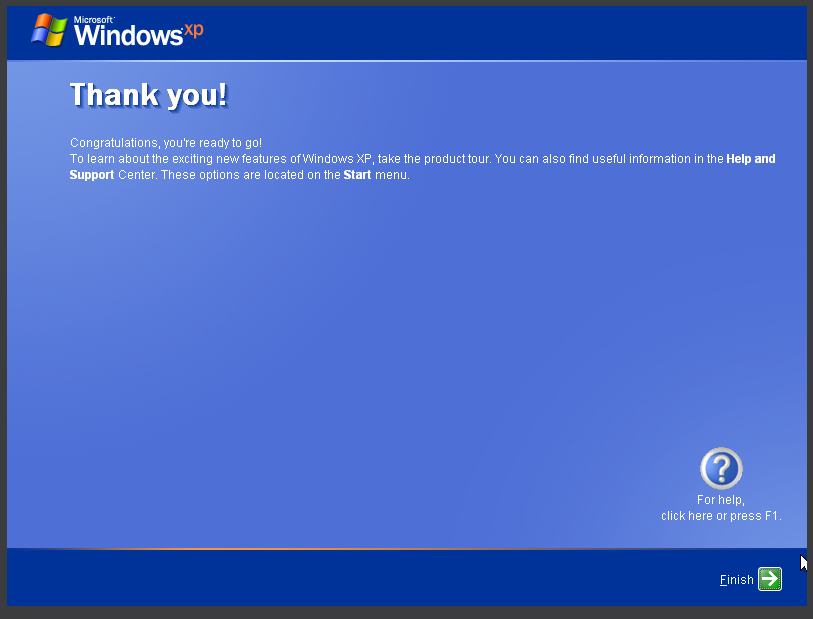 Microsoft®
Windows xp
Thank you!
Congratulations, you're ready to go!
To learn about the exciting new features of Windows XP, take the product tour. You can also find useful information in the Help and
Support Center. These options are located on the Start menu.
?
For help,
click here or press F1.
Finish